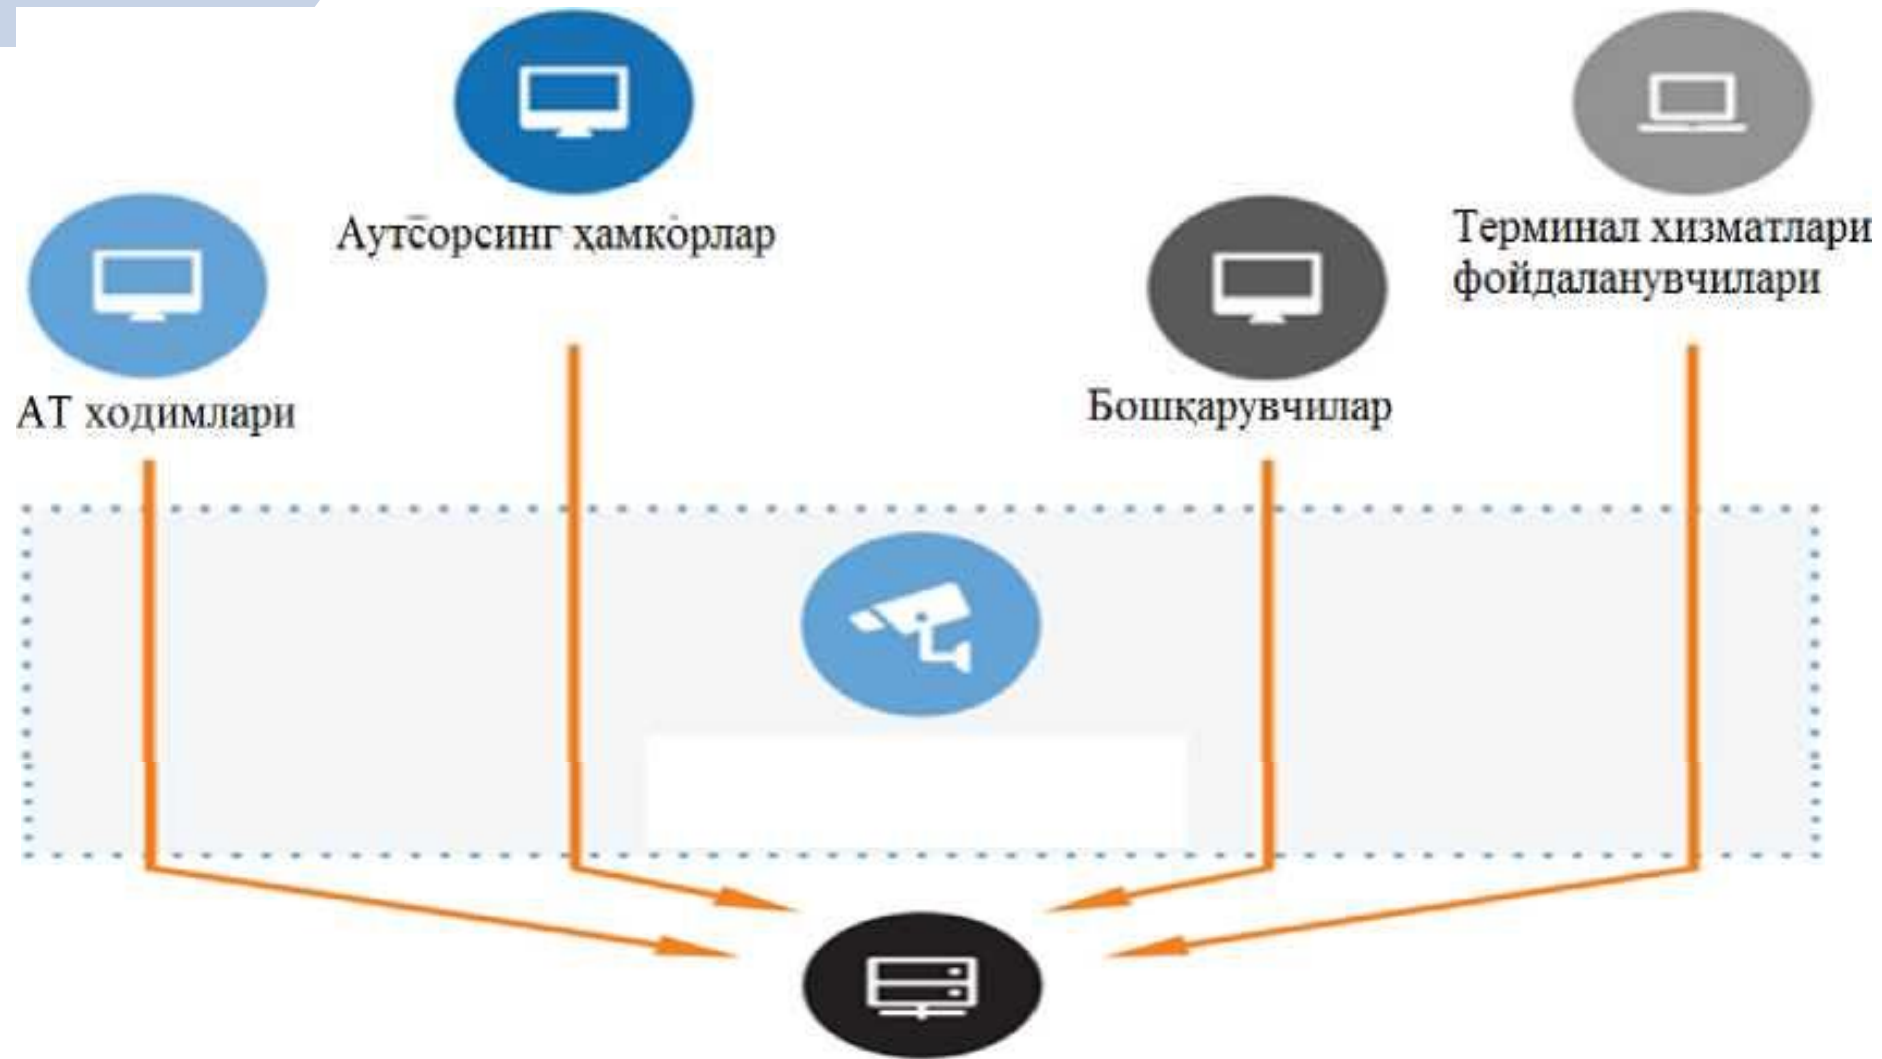 Аутсорсинг ҳамкорлар
Терминал хизматлари
фойдаланувчилари
АТ ходимлари
Бошқарувчилар